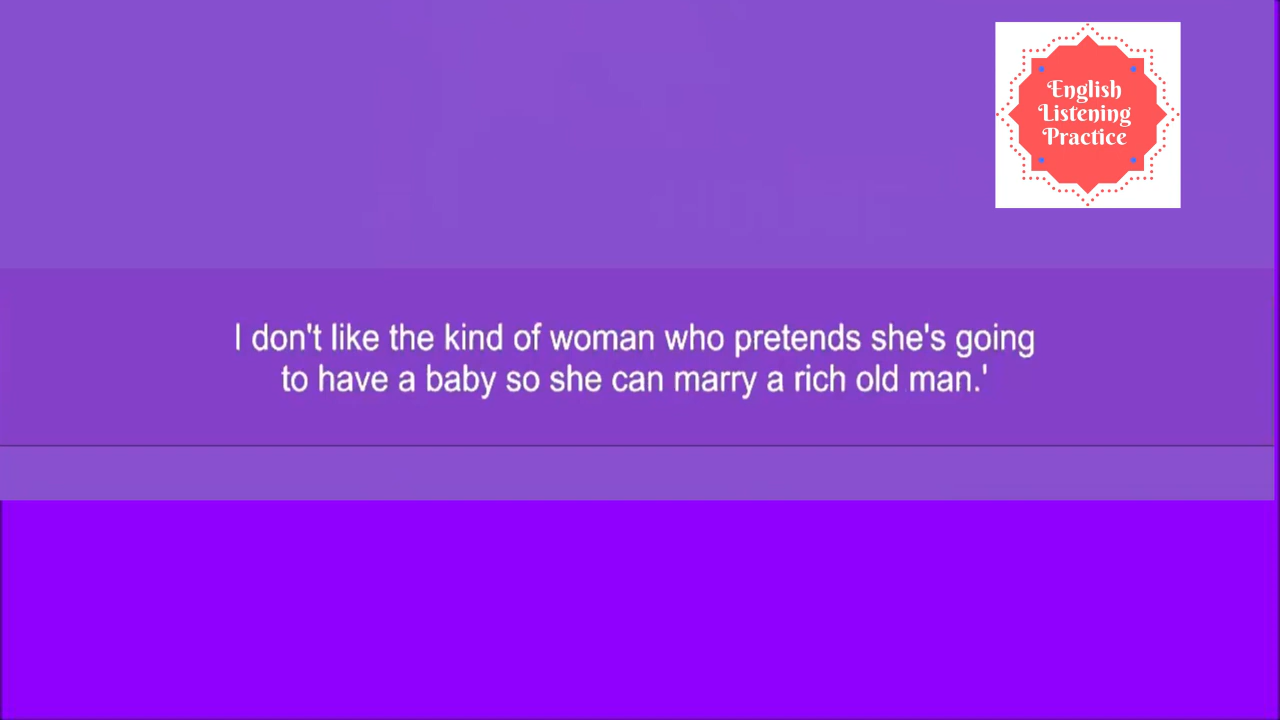 English
Listening
Practice
I don't like the kind of woman who pretends she's going
to have a baby so she can marry a rich old man.'